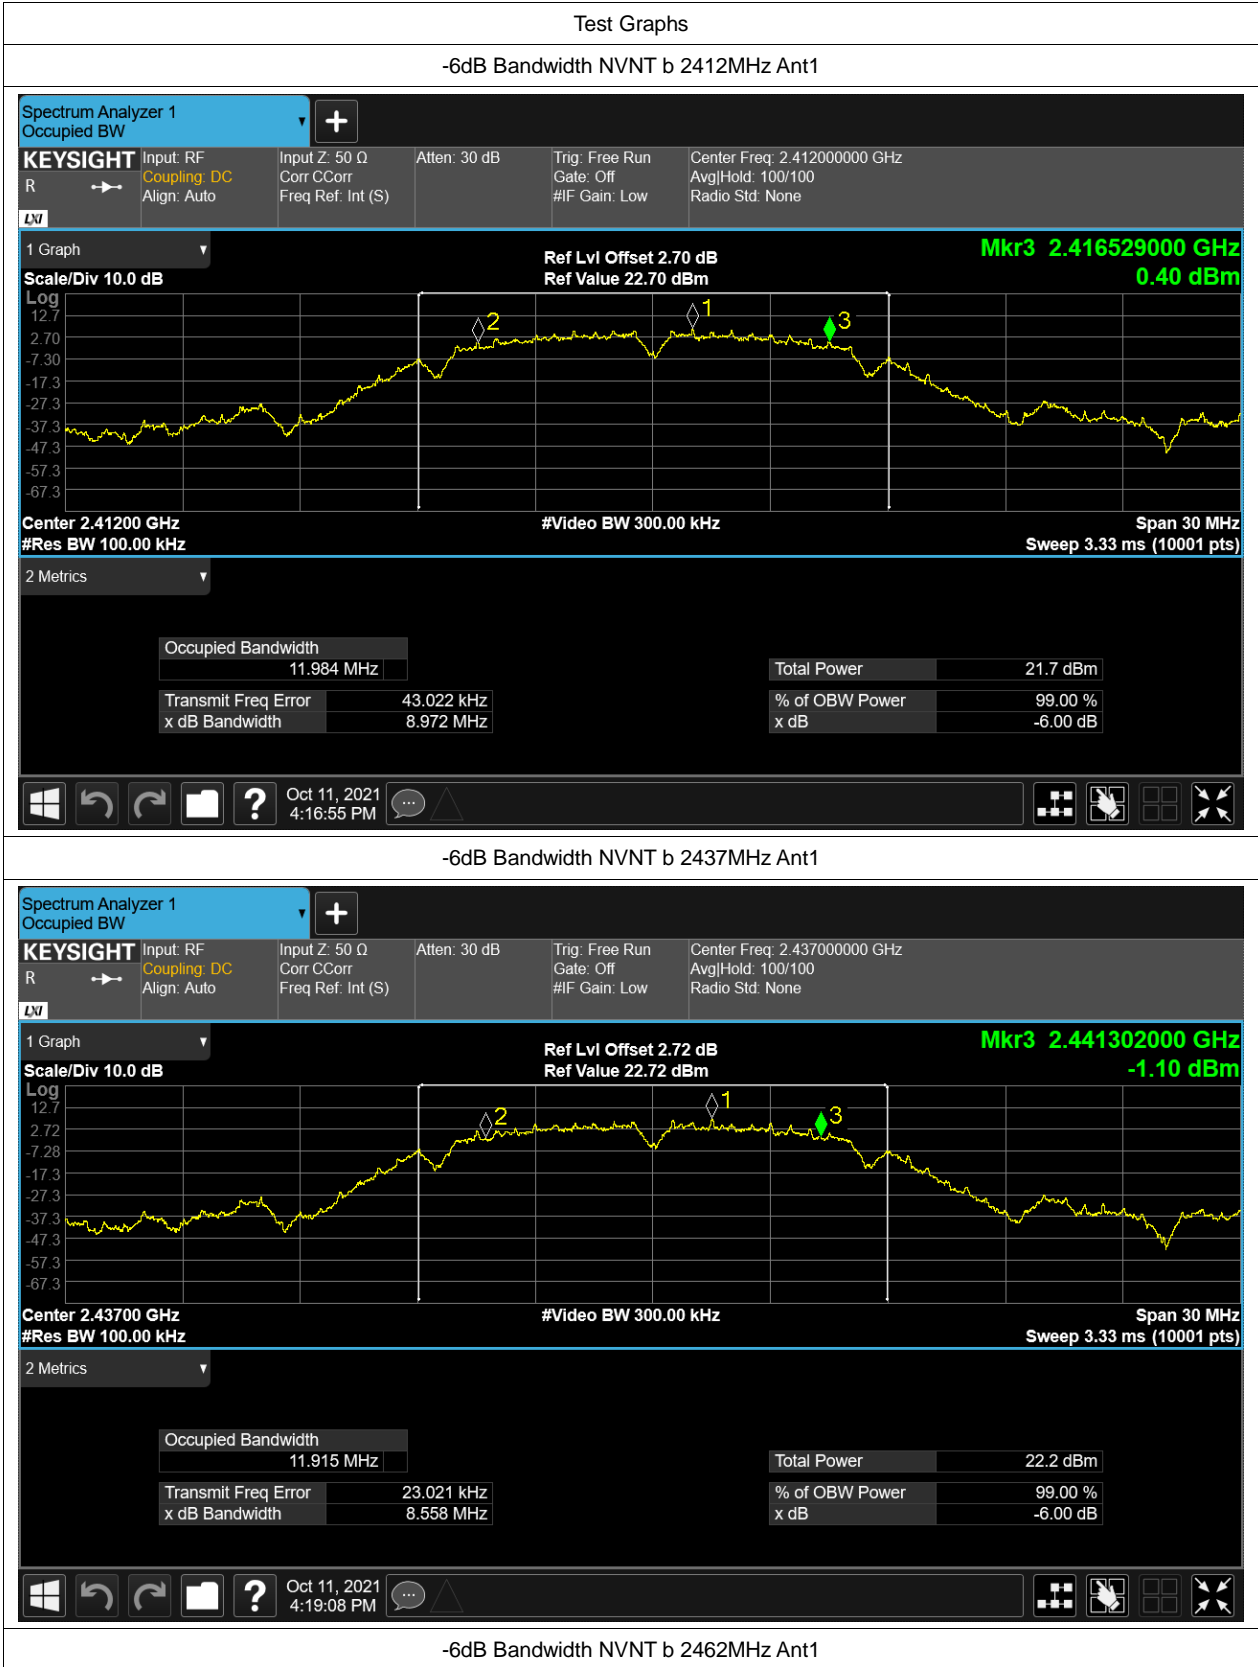 Test Graphs
-6dB Bandwidth NVNT b 2412MHz Ant1
Spectrum Analyzer 1
Occupied BW
KEYSIGHT
R
LXI
Input: RF
Coupling: DC
Align: Auto
Input Z: 50 Ω
Corr CCorr
Freq Ref: Int (S)
Atten: 30 dB
Trig: Free Run
Gate: Off
#IF Gain: Low
Center Freq: 2.412000000 GHz
Avg|Hold: 100/100
Radio Std: None
1 Graph
Scale/Div 10.0 dB
Ref Lvl Offset 2.70 dB
Ref Value 22.70 dBm
Mkr3 2.416529000 GHz
0.40 dBm
Log
12.7
2.70
-7.30
-17.3
-27.3
-37.3
-47.3
-57.3
-67.3
2
1
3
Center 2.41200 GHz
#Res BW 100.00 kHz
#Video BW 300.00 kHz
Span 30 MHz
Sweep 3.33 ms (10001 pts)
2 Metrics
Occupied Bandwidth
11.984 MHz
Transmit Freq Error 43.022 kHz
x dB Bandwidth 8.972 MHz
Total Power 21.7 dBm
% of OBW Power 99.00 %
x dB -6.00 dB
?
Oct 11, 2021
4:16:55 PM
-6dB Bandwidth NVNT b 2437MHz Ant1
Spectrum Analyzer 1
Occupied BW
KEYSIGHT
R
LXI
Input: RF
Coupling: DC
Align: Auto
Input Z: 50 Ω
Corr CCorr
Freq Ref: Int (S)
Atten: 30 dB
Trig: Free Run
Gate: Off
#IF Gain: Low
Center Freq: 2.437000000 GHz
Avg|Hold: 100/100
Radio Std: None
1 Graph
Scale/Div 10.0 dB
Ref Lvl Offset 2.72 dB
Ref Value 22.72 dBm
Mkr3 2.441302000 GHz
-1.10 dBm
Log
12.7
2.72
-7.28
-17.3
-27.3
-37.3
-47.3
-57.3
-67.3
2
1
3
Center 2.43700 GHz
#Res BW 100.00 kHz
#Video BW 300.00 kHz
Span 30 MHz
Sweep 3.33 ms (10001 pts)
2 Metrics
Occupied Bandwidth
11.915 MHz
Transmit Freq Error 23.021 kHz
x dB Bandwidth 8.558 MHz
Total Power 22.2 dBm
% of OBW Power 99.00 %
x dB -6.00 dB
?
Oct 11, 2021
4:19:08 PM
-6dB Bandwidth NVNT b 2462MHz Ant1